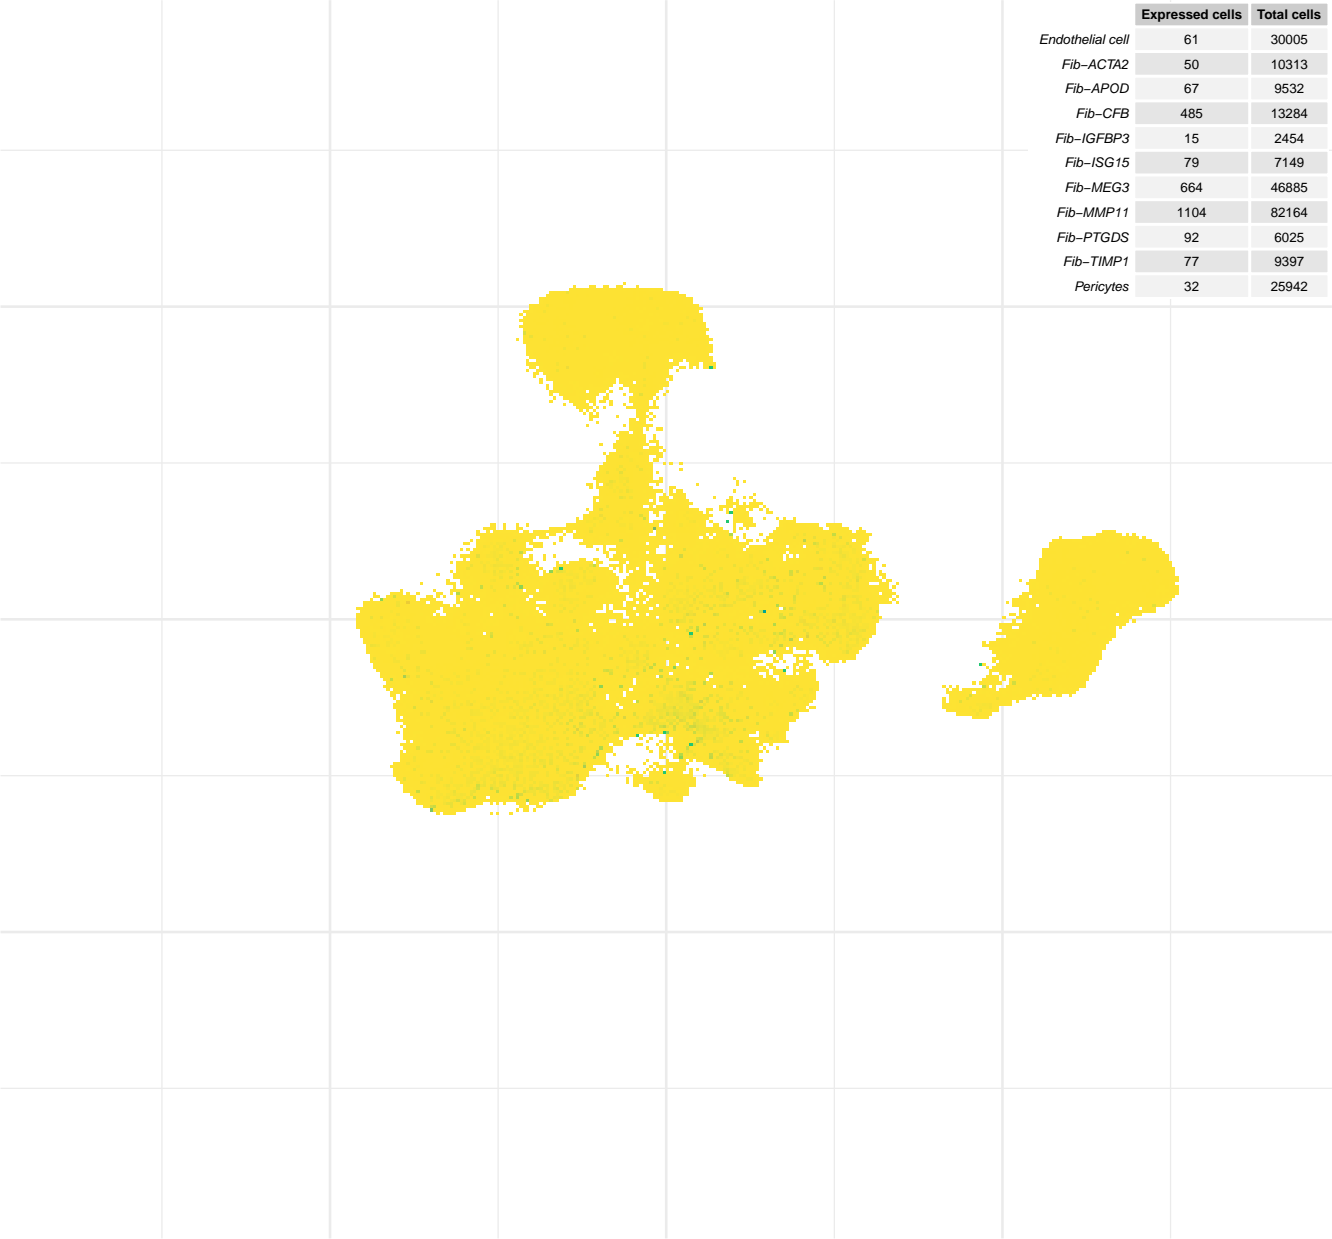 Expressed cells Total cells
Endothelial cell 61 30005
Fib−ACTA2 50 10313
Fib−APOD 67 9532
Fib−CFB 485 13284
Fib−IGFBP3 15 2454
Fib−ISG15 79 7149
Fib−MEG3 664 46885
Fib−MMP11 1104 82164
Fib−PTGDS 92 6025
Fib−TIMP1 77 9397
Pericytes 32 25942